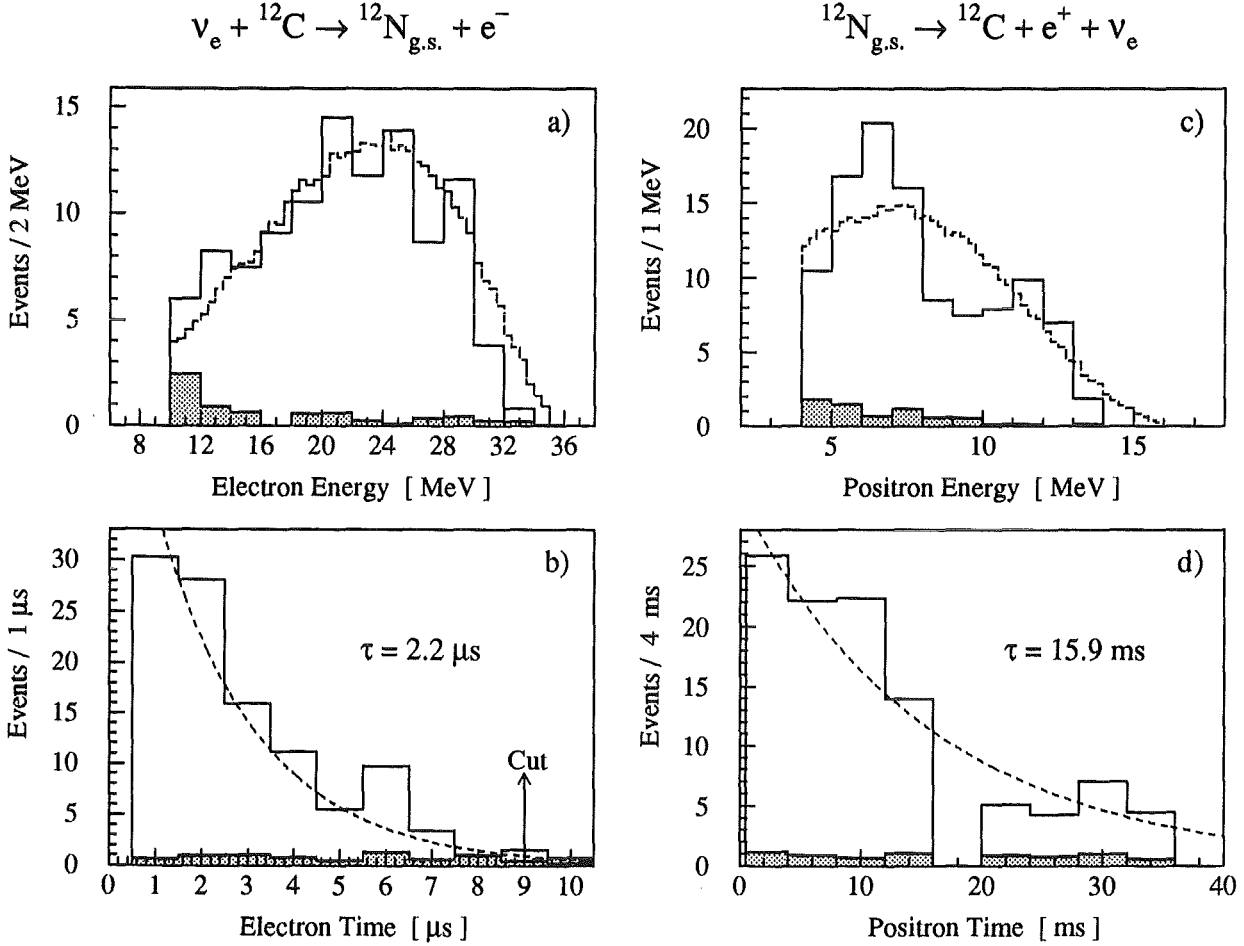 νₑ + ¹²C → ¹²N_g.s. + e⁻
¹²N_g.s. → ¹²C + e⁺ + νₑ
a)
Events / 2 MeV
15
10
5
0
8 12 16 20 24 28 32 36
Electron Energy [ MeV ]
c)
Events / 1 MeV
20
15
10
5
0
5 10 15
Positron Energy [ MeV ]
b)
Events / 1 μs
30
25
20
15
10
5
0
τ = 2.2 μs
Cut
0 1 2 3 4 5 6 7 8 9 10
Electron Time [ μs ]
d)
Events / 4 ms
25
20
15
10
5
0
τ = 15.9 ms
0 10 20 30 40
Positron Time [ ms ]